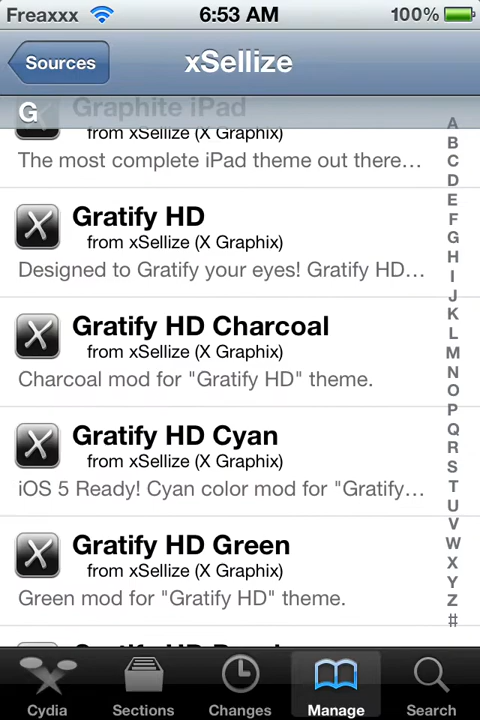 Freaxxx 6:53 AM 100%
Sources xSellize
G
Graphite iPad
from xSellize (X Graphix)
The most complete iPad theme out there…
Gratify HD
from xSellize (X Graphix)
Designed to Gratify your eyes! Gratify HD…
Gratify HD Charcoal
from xSellize (X Graphix)
Charcoal mod for "Gratify HD" theme.
Gratify HD Cyan
from xSellize (X Graphix)
iOS 5 Ready! Cyan color mod for "Gratify…
Gratify HD Green
from xSellize (X Graphix)
Green mod for "Gratify HD" theme.
Gratify HD
A
B
C
D
E
F
G
H
I
J
K
L
M
N
O
P
Q
R
S
T
U
V
W
X
Y
Z
#
Cydia Sections Changes Manage Search